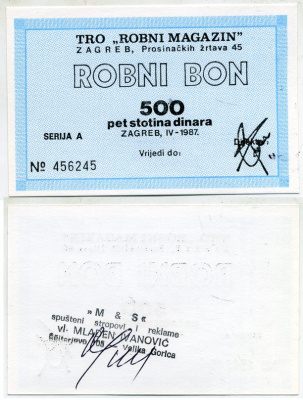 TRO „ROBNI MAGAZIN"
ZAGREB, Prosinačkih žrtava 45
ROBNI BON
500
pet stotina dinara
SERIJA A
ZAGREB, IV-1987.
Direktor,
Nº 456245
Vrijedi do:
» M & S «
spušteni stropovi i reklame
vl. MLADEN IVANOVIĆ
Velika Gorica